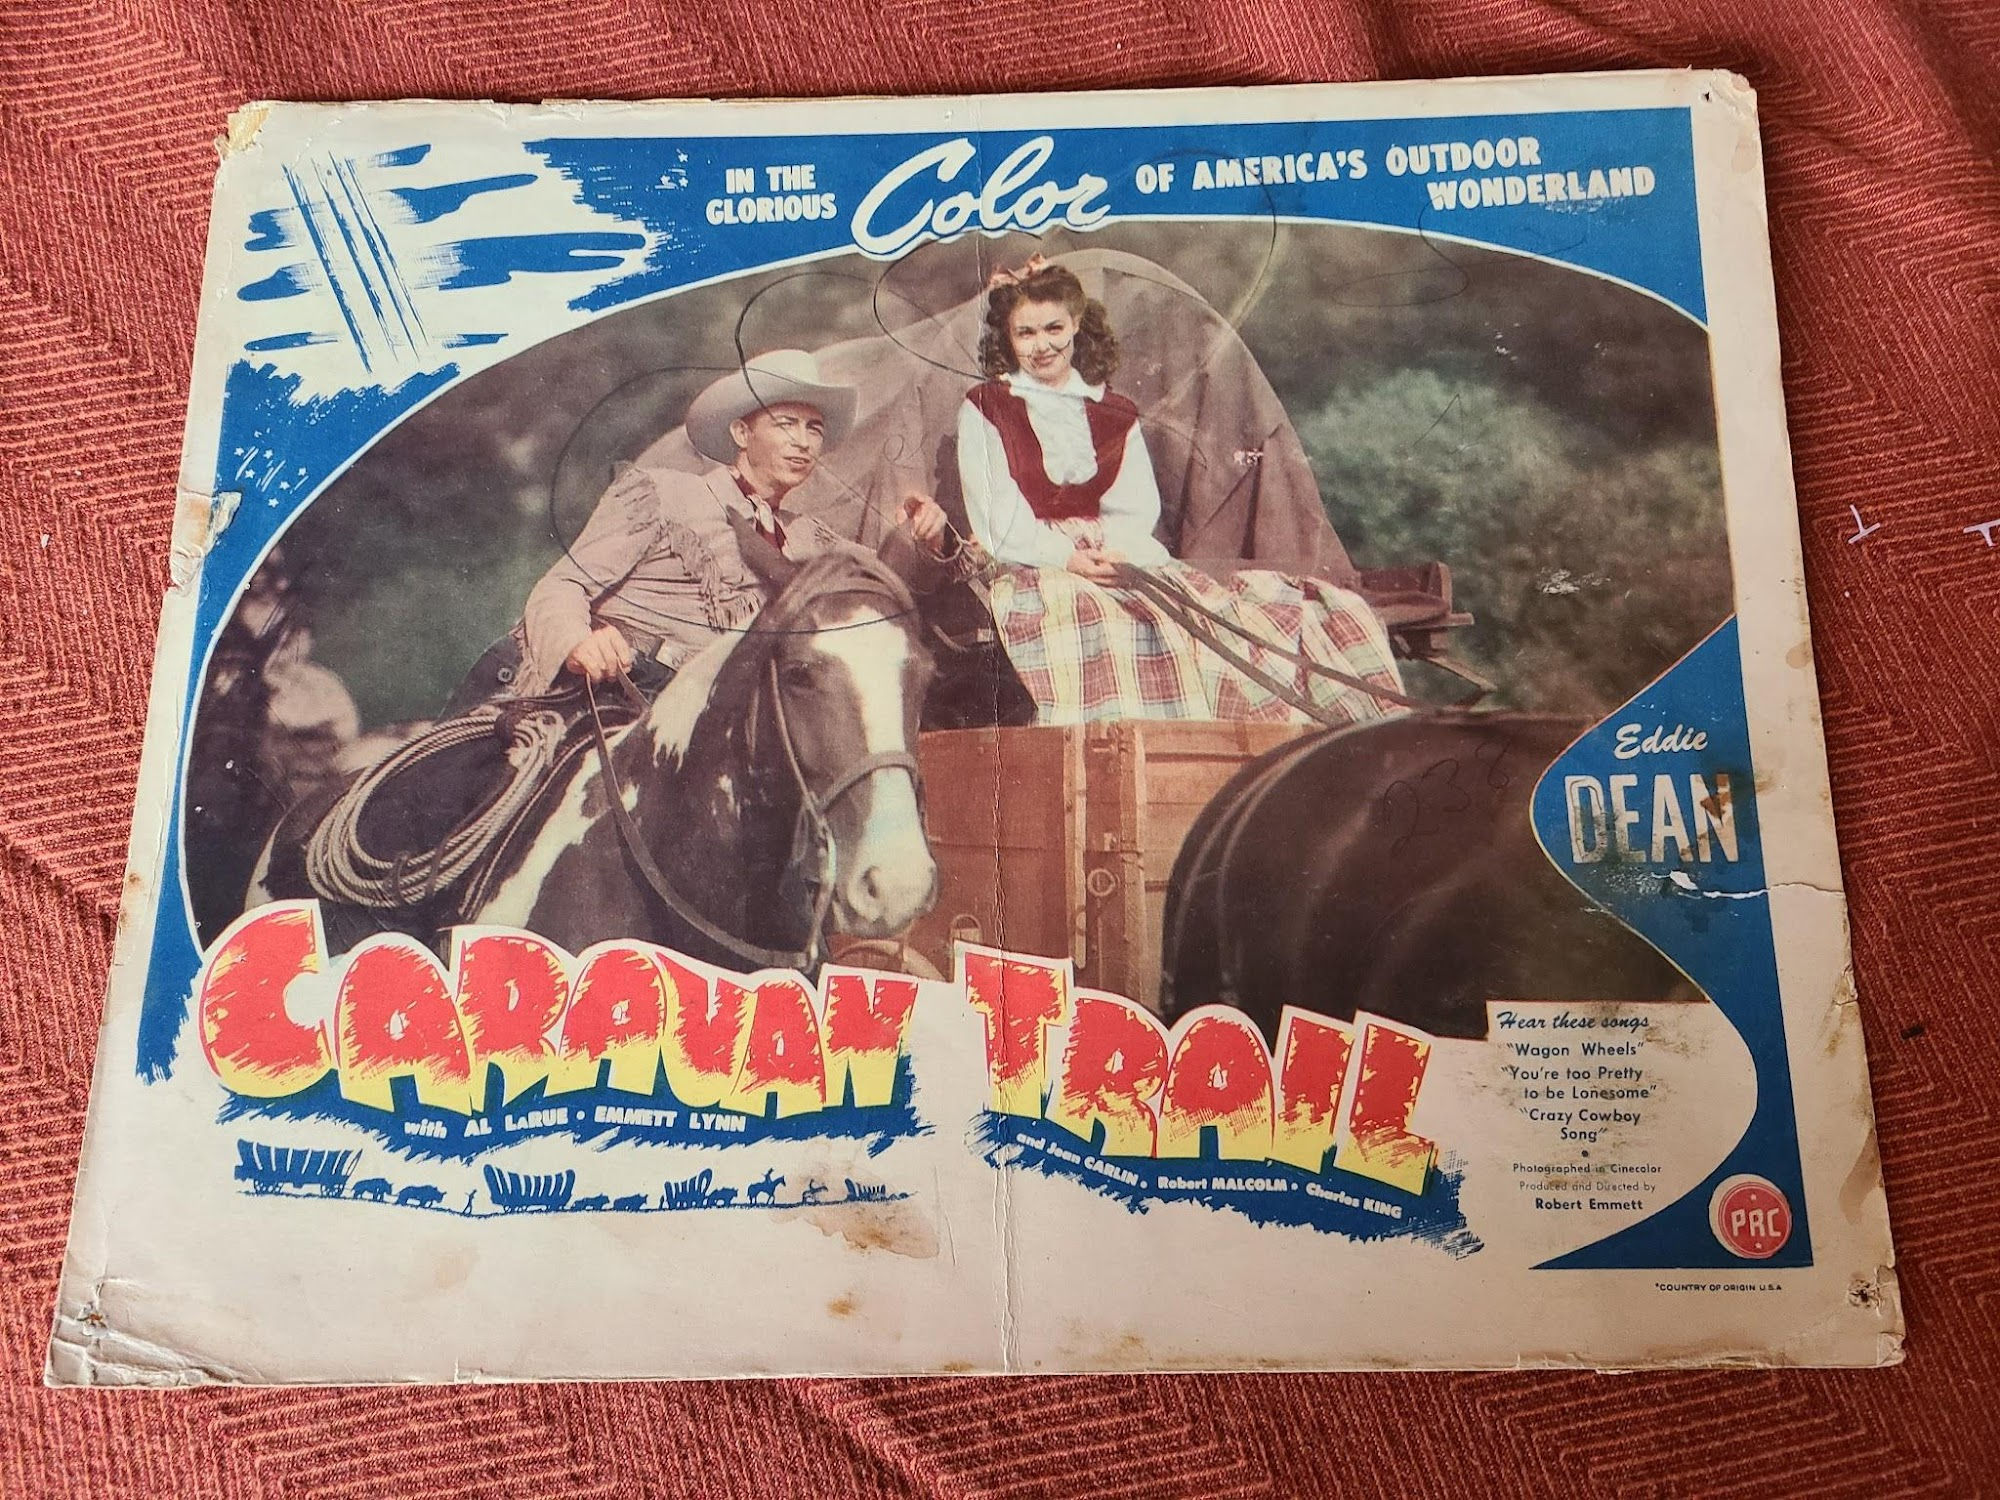 IN THE
GLORIOUS
Color
OF AMERICA'S OUTDOOR
WONDERLAND
238
Eddie
DEAN
CARAVAN TRAIL
with AL LaRUE • EMMETT LYNN
and Jean CARLIN • Robert MALCOLM • Charles KING
Hear these songs
"Wagon Wheels"
"You're too Pretty
to be Lonesome"
"Crazy Cowboy
Song"
Photographed in Cinecolor
Produced and Directed by
Robert Emmett
PRC
*COUNTRY OF ORIGIN U.S.A